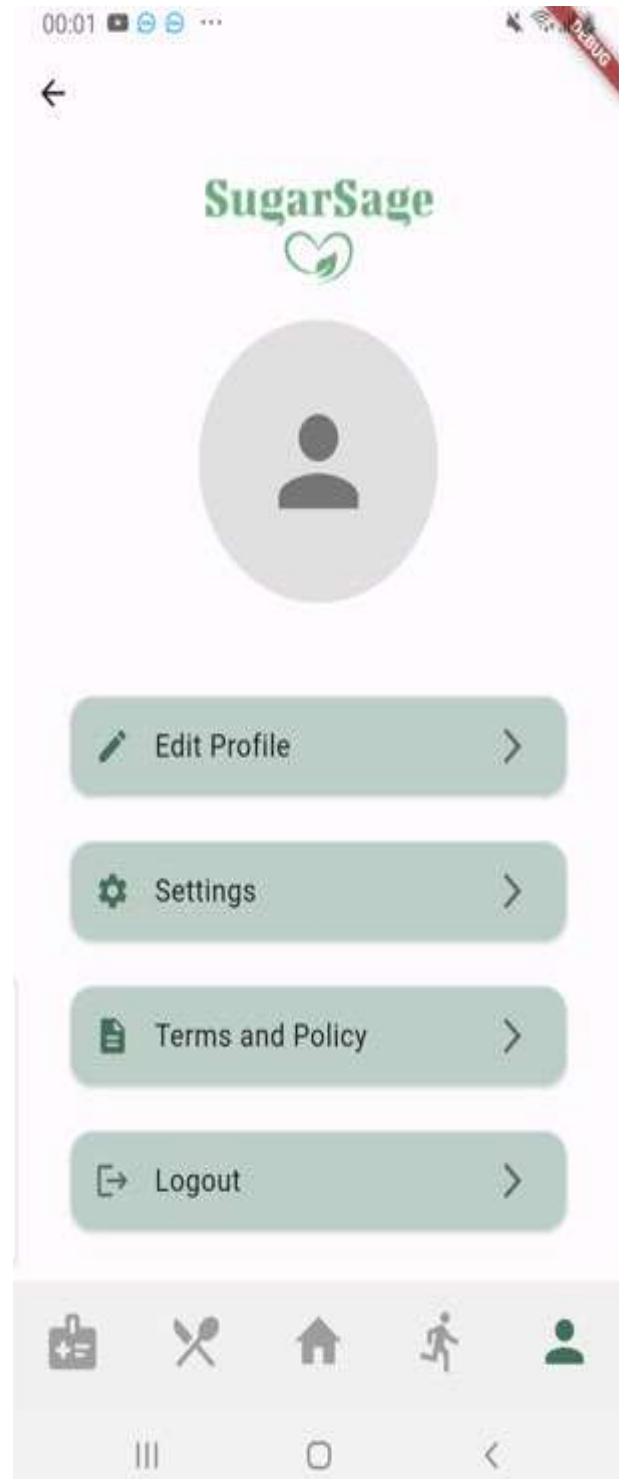 00:01
DEBUG
SugarSage
Edit Profile
Settings
Terms and Policy
Logout